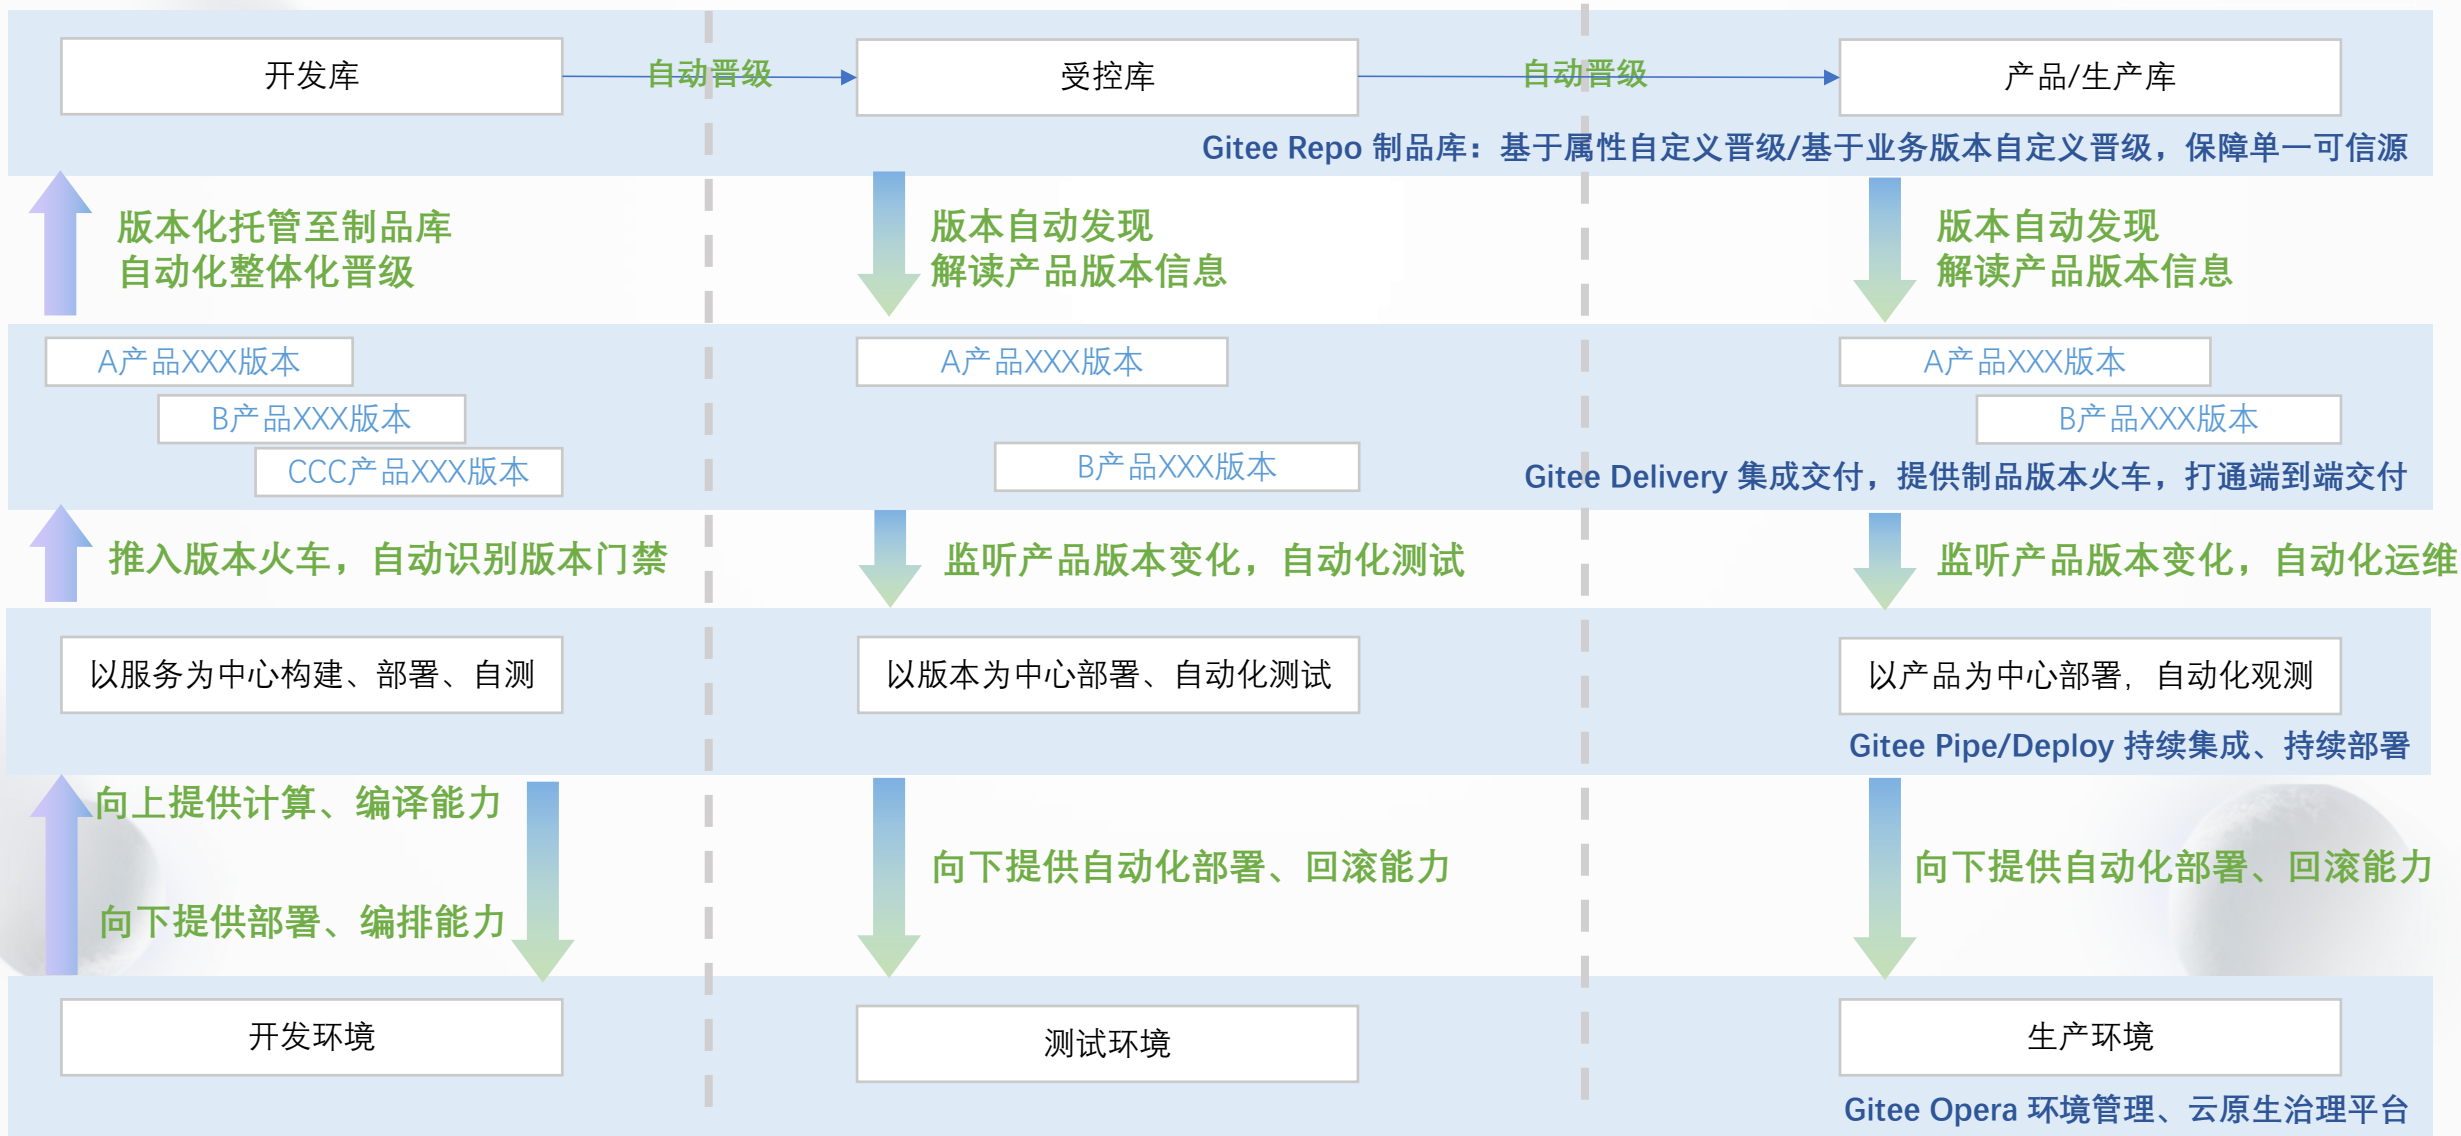 开发库
自动晋级
受控库
自动晋级
产品/生产库
Gitee Repo 制品库：基于属性自定义晋级/基于业务版本自定义晋级，保障单一可信源
版本化托管至制品库
自动化整体化晋级
版本自动发现
解读产品版本信息
版本自动发现
解读产品版本信息
A产品XXX版本
B产品XXX版本
CCC产品XXX版本
A产品XXX版本
B产品XXX版本
A产品XXX版本
B产品XXX版本
Gitee Delivery 集成交付，提供制品版本火车，打通端到端交付
推入版本火车，自动识别版本门禁
监听产品版本变化，自动化测试
监听产品版本变化，自动化运维
以服务为中心构建、部署、自测
以版本为中心部署、自动化测试
以产品为中心部署，自动化观测
Gitee Pipe/Deploy 持续集成、持续部署
向上提供计算、编译能力
向下提供部署、编排能力
向下提供自动化部署、回滚能力
向下提供自动化部署、回滚能力
开发环境
测试环境
生产环境
Gitee Opera 环境管理、云原生治理平台